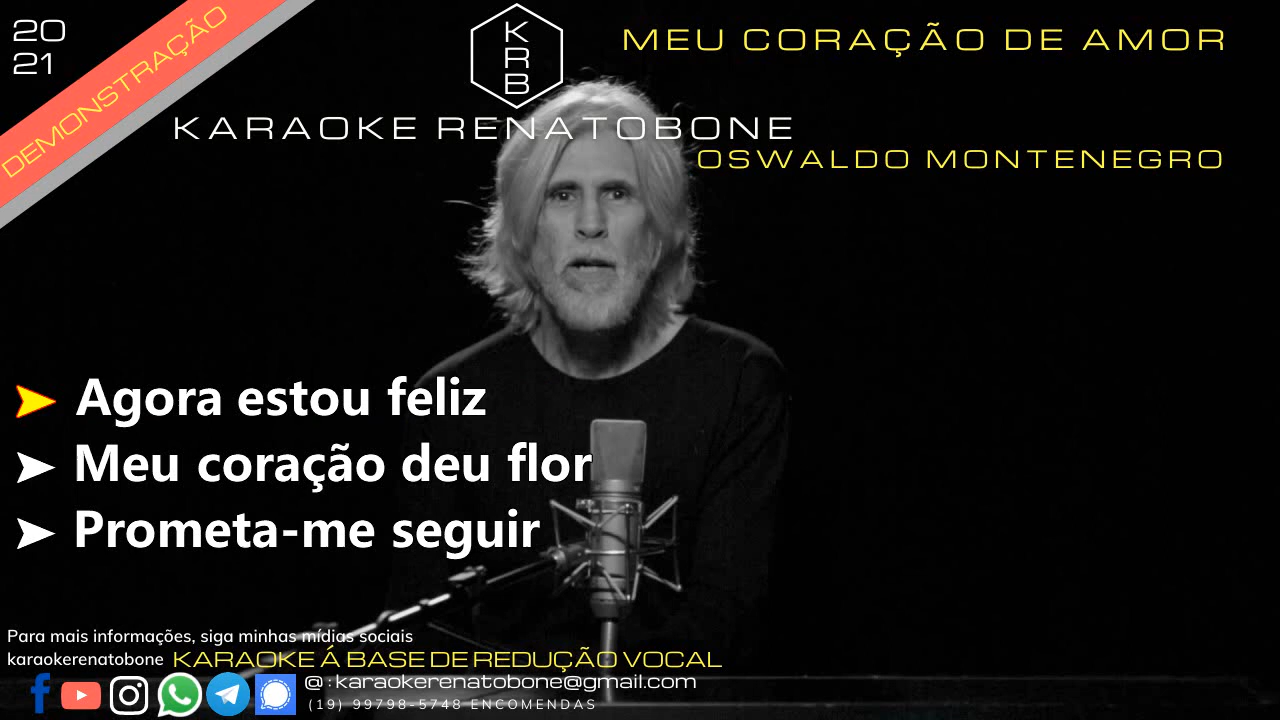 20
21
DEMONSTRAÇÃO
K
R
B
MEU CORAÇÃO DE AMOR
KARAOKE RENATOBONE
OSWALDO MONTENEGRO
Agora estou feliz
Meu coração deu flor
Prometa-me seguir
Para mais informações, siga minhas mídias sociais
karaokerenatobone KARAOKE Á BASE DE REDUÇÃO VOCAL
@ : karaokerenatobone@gmail.com
(19) 99798-5748 ENCOMENDAS